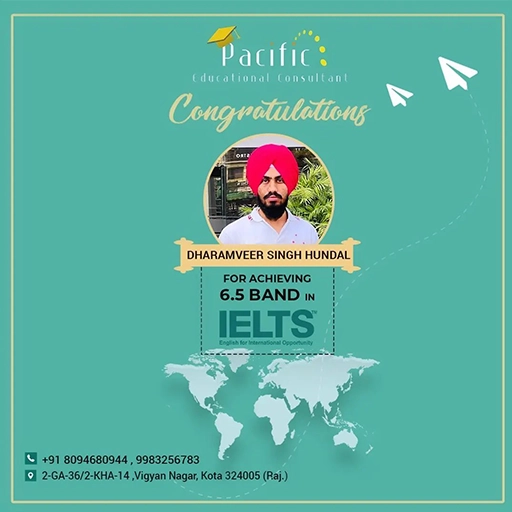 Pacific
Educational Consultant
Congratulations
DHARAMVEER SINGH HUNDAL
FOR ACHIEVING
6.5 BAND IN
IELTS™
English for International Opportunity
+91 8094680944 , 9983256783
2-GA-36/2-KHA-14 ,Vigyan Nagar, Kota 324005 (Raj.)